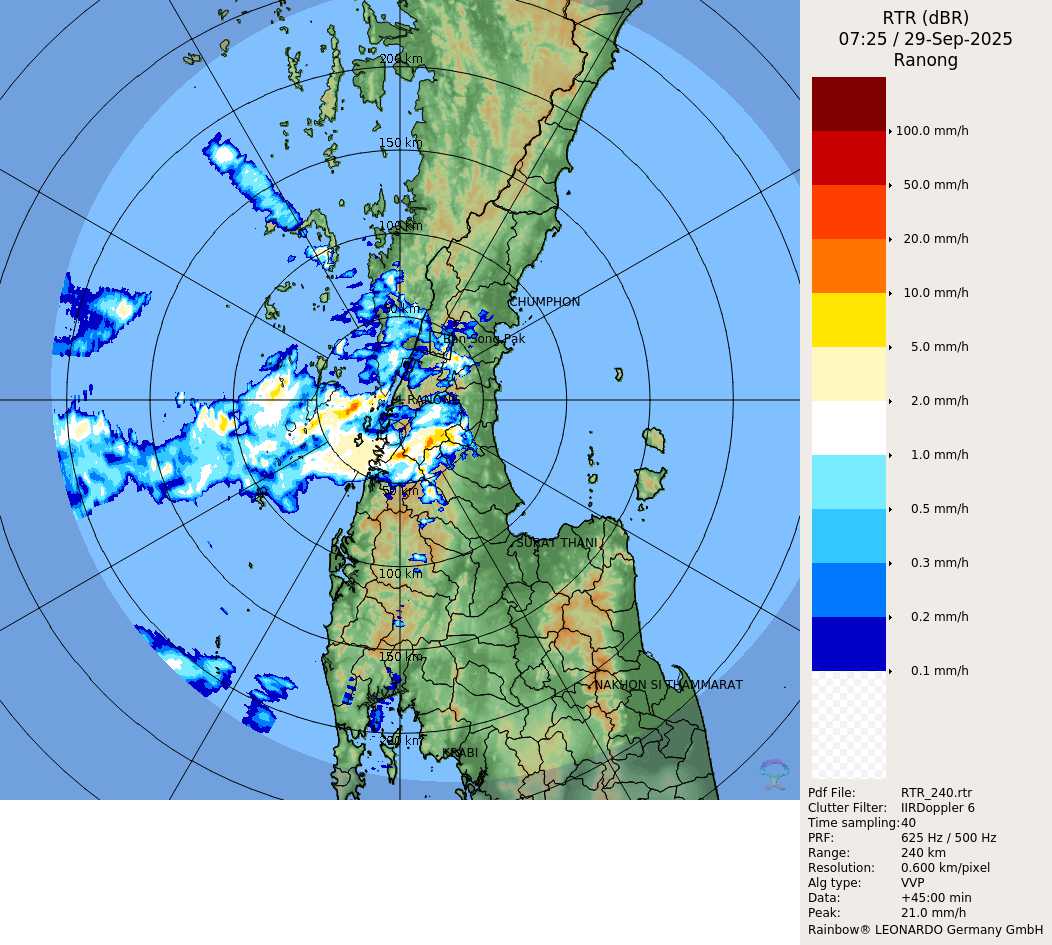 RTR (dBR)
07:25 / 29-Sep-2025
Ranong
200 km
150 km
100 km
CHUMPHON
50 km
Ban Song Pak
RANONG
50 km
SURAT THANI
100 km
150 km
NAKHON SI THAMMARAT
200 km
KRABI
100.0 mm/h
50.0 mm/h
20.0 mm/h
10.0 mm/h
5.0 mm/h
2.0 mm/h
1.0 mm/h
0.5 mm/h
0.3 mm/h
0.2 mm/h
0.1 mm/h
Pdf File: RTR_240.rtr
Clutter Filter: IIRDoppler 6
Time sampling: 40
PRF: 625 Hz / 500 Hz
Range: 240 km
Resolution: 0.600 km/pixel
Alg type: VVP
Data: +45:00 min
Peak: 21.0 mm/h
Rainbow® LEONARDO Germany GmbH